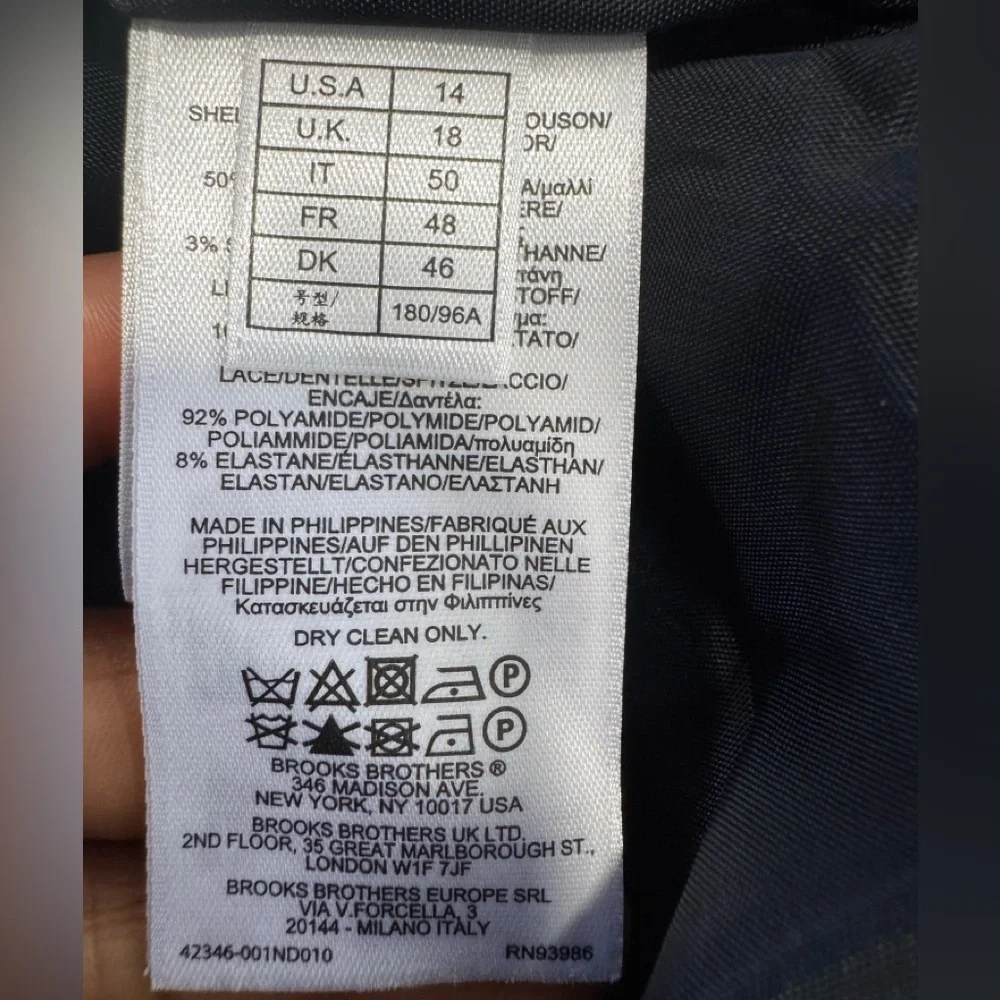 U.S.A 14
U.K. 18
IT 50
FR 48
DK 46
号型/
规格 180/96A
OUSON/
OR/
50%
A/μαλλί
ERE/
3%
HANNE/
τάνη
TOFF/
μα:
TATO/
ENCAJE/Δαντέλα:
92% POLYAMIDE/POLYMIDE/POLYAMID/
POLIAMMIDE/POLIAMIDA/πολυαμίδη
8% ELASTANE/ÉLASTHANNE/ELASTHAN/
ELASTAN/ELASTANO/ΕΛΑΣΤΑΝΗ
MADE IN PHILIPPINES/FABRIQUÉ AUX
PHILIPPINES/AUF DEN PHILLIPINEN
HERGESTELLT/CONFEZIONATO NELLE
FILIPPINE/HECHO EN FILIPINAS/
Κατασκευάζεται στην Φιλιππίνες
DRY CLEAN ONLY.
P
P
BROOKS BROTHERS ®
346 MADISON AVE.
NEW YORK, NY 10017 USA
BROOKS BROTHERS UK LTD.
2ND FLOOR, 35 GREAT MARLBOROUGH ST.,
LONDON W1F 7JF
BROOKS BROTHERS EUROPE SRL
VIA V.FORCELLA, 3
20144 - MILANO ITALY
42346-001ND010 RN93986